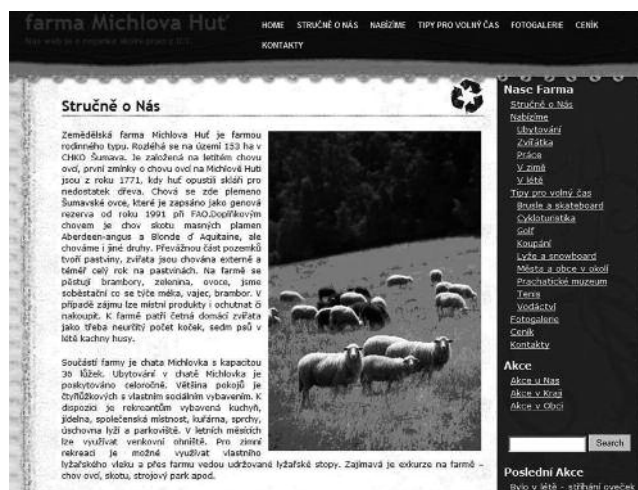 farma Michlova Huť
HOME STRUČNĚ O NÁS NABÍZÍME TIPY PRO VOLNÝ ČAS FOTOGALERIE CENÍK
KONTAKTY
Stručně o Nás
Zemědělská farma Michlova Huť je farmou
rodinného typu. Rozléhá se na území 153 ha v
CHKO Šumava. Je založená na letitém chovu
ovcí, první zmínky o chovu ovcí na Michlově Huti
jsou z roku 1771, kdy huť opustili skláři pro
nedostatek dřeva. Chová se zde plemeno
Šumavské ovce, které je zapsáno jako genová
rezerva od roku 1991 při FAO.Doplňkovým
chovem je chov skotu masných plamen
Aberdeen-angus a Blonde d' Aquitaine, ale
chováme i jiné druhy. Převážnou část pozemků
tvoří pastviny, zvířata jsou chována externě a
téměř celý rok na pastvinách. Na farmě se
pěstují brambory, zelenina, ovoce, jsme
soběstační co se týče mléka, vajec, brambor. V
případě zájmu lze místní produkty i ochutnat či
nakoupit. K farmě patří četná domácí zvířata
jako třeba neurčitý počet koček, sedm psů v
létě kachny husy.
Součástí farmy je chata Michlovka s kapacitou
36 lůžek. Ubytování v chatě Michlovka je
poskytováno celoročně. Většina pokojů je
čtyřlůžkových s vlastním sociálním vybavením. K
dispozici je rekreantům vybavená kuchyň,
jídelna, společenská místnost, kuřárna, sprchy,
úschovna lyží a parkoviště. V letních měsících
lze využívat venkovní ohniště. Pro zimní
rekreaci je možné využívat vlastního
lyžařského vleku a přes farmu vedou udržované lyžařské stopy. Zajímavá je exkurze na farmě –
chov ovcí, skotu, strojový park apod.
Nase Farma
Stručně o Nás
Nabízíme
Ubytování
Zvířátka
Práce
V zimě
V létě
Tipy pro volný čas
Brusle a skateboard
Cykloturistika
Golf
Koupání
Lyže a snowboard
Města a obce v okolí
Prachatické muzeum
Tenis
Vodáctví
Fotogalerie
Ceník
Kontakty
Akce
Akce u Nas
Akce v Kraji
Akce v Obci
Search
Poslední Akce
Bylo v létě - stříhání oveček